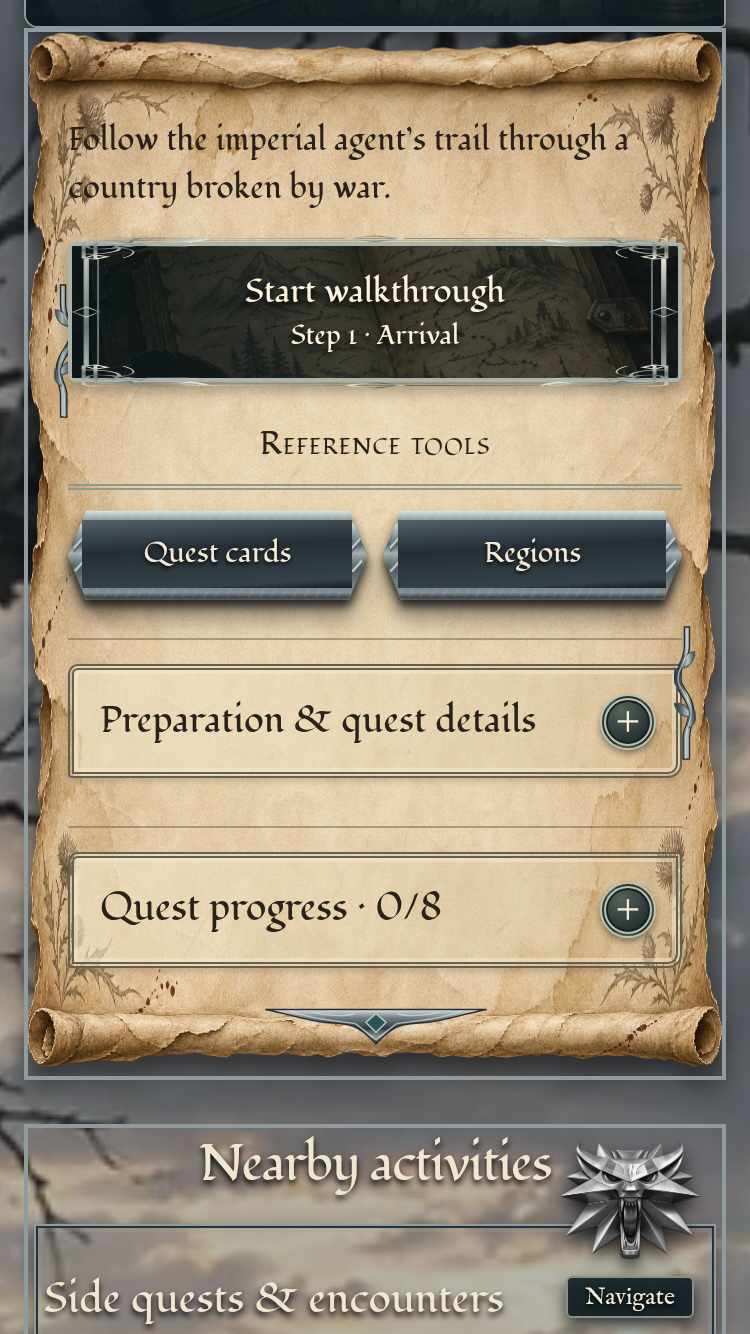 Follow the imperial agent's trail through a
country broken by war.
Start walkthrough
Step 1 · Arrival
Reference tools
Quest cards
Regions
Preparation & quest details
Quest progress · 0/8
Nearby activities
Side quests & encounters
Navigate